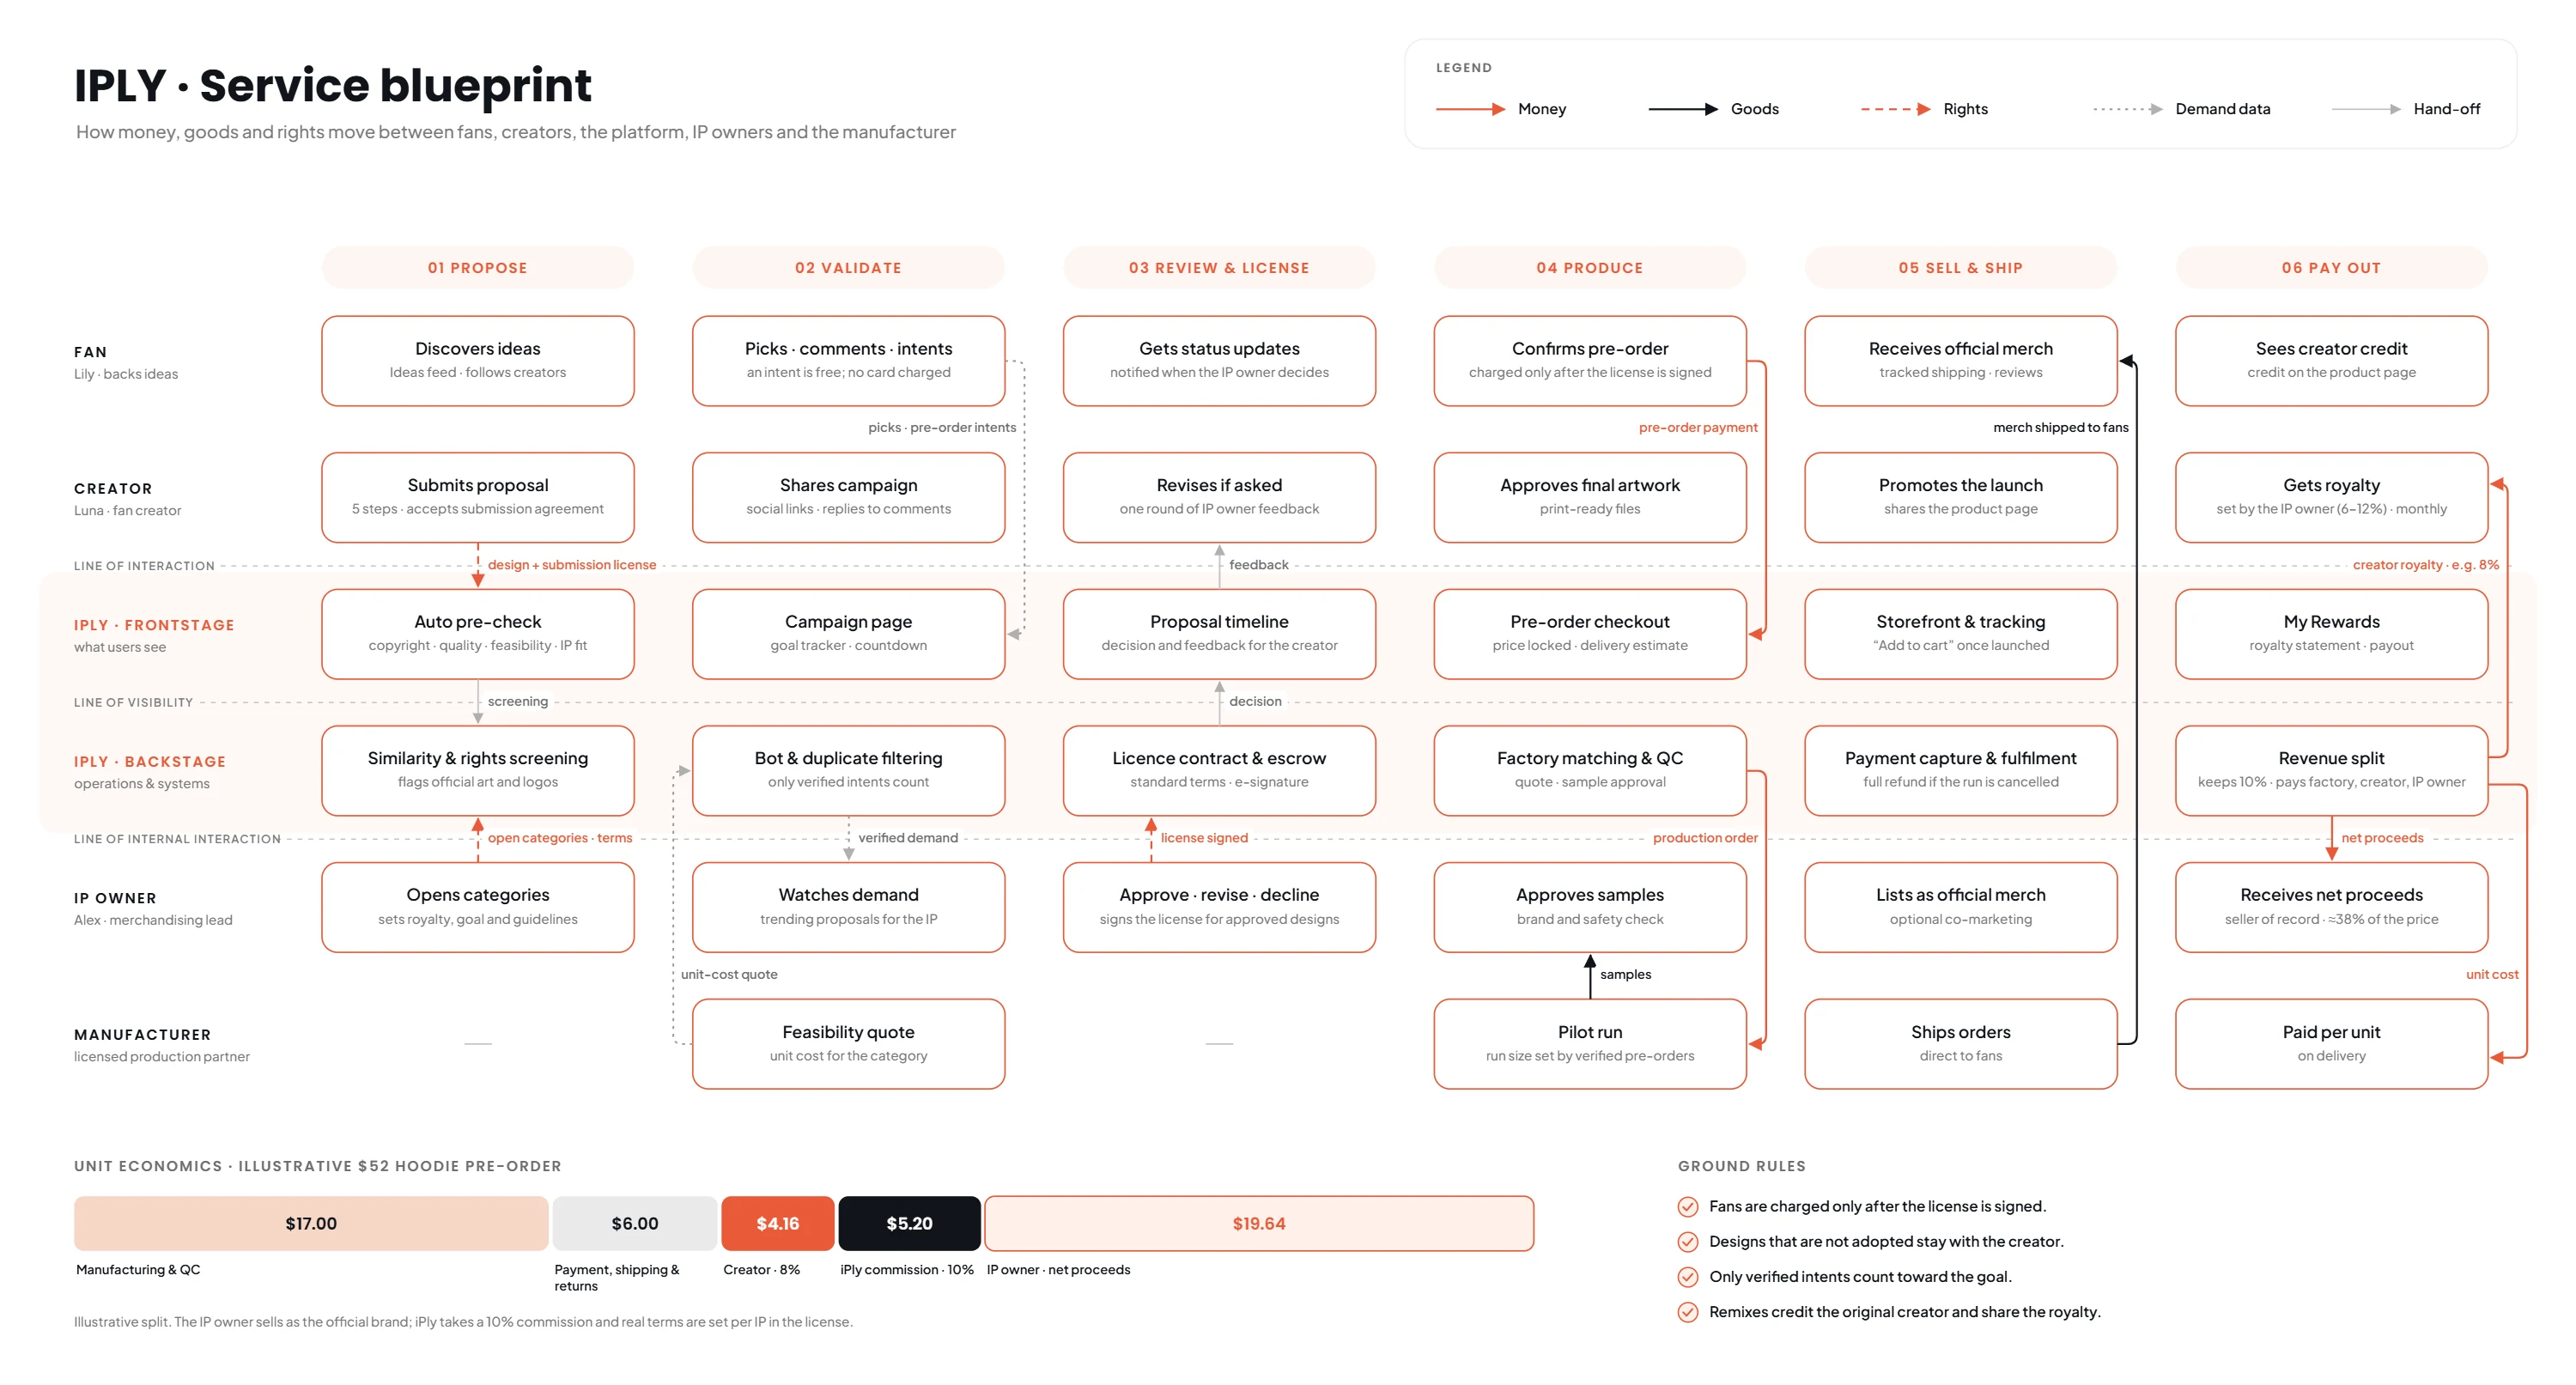 IPLY · Service blueprint
How money, goods and rights move between fans, creators, the platform, IP owners and the manufacturer
LEGEND
Money
Goods
Rights
Demand data
Hand-off
01 PROPOSE
02 VALIDATE
03 REVIEW & LICENSE
04 PRODUCE
05 SELL & SHIP
06 PAY OUT
FAN
Lily · backs ideas
Discovers ideas
Ideas feed · follows creators
Picks · comments · intents
an intent is free; no card charged
Gets status updates
notified when the IP owner decides
Confirms pre-order
charged only after the license is signed
Receives official merch
tracked shipping · reviews
Sees creator credit
credit on the product page
picks · pre-order intents
pre-order payment
merch shipped to fans
CREATOR
Luna · fan creator
Submits proposal
5 steps · accepts submission agreement
Shares campaign
social links · replies to comments
Revises if asked
one round of IP owner feedback
Approves final artwork
print-ready files
Promotes the launch
shares the product page
Gets royalty
set by the IP owner (6–12%) · monthly
LINE OF INTERACTION
design + submission license
feedback
creator royalty · e.g. 8%
IPLY · FRONTSTAGE
what users see
Auto pre-check
copyright · quality · feasibility · IP fit
Campaign page
goal tracker · countdown
Proposal timeline
decision and feedback for the creator
Pre-order checkout
price locked · delivery estimate
Storefront & tracking
“Add to cart” once launched
My Rewards
royalty statement · payout
LINE OF VISIBILITY
screening
decision
IPLY · BACKSTAGE
operations & systems
Similarity & rights screening
flags official art and logos
Bot & duplicate filtering
only verified intents count
Licence contract & escrow
standard terms · e-signature
Factory matching & QC
quote · sample approval
Payment capture & fulfilment
full refund if the run is cancelled
Revenue split
keeps 10% · pays factory, creator, IP owner
LINE OF INTERNAL INTERACTION
open categories · terms
verified demand
license signed
production order
net proceeds
IP OWNER
Alex · merchandising lead
Opens categories
sets royalty, goal and guidelines
Watches demand
trending proposals for the IP
Approve · revise · decline
signs the license for approved designs
Approves samples
brand and safety check
Lists as official merch
optional co-marketing
Receives net proceeds
seller of record · ≈38% of the price
unit-cost quote
samples
unit cost
MANUFACTURER
licensed production partner
—
Feasibility quote
unit cost for the category
—
Pilot run
run size set by verified pre-orders
Ships orders
direct to fans
Paid per unit
on delivery
UNIT ECONOMICS · ILLUSTRATIVE $52 HOODIE PRE-ORDER
$17.00
$6.00
$4.16
$5.20
$19.64
Manufacturing & QC
Payment, shipping &
returns
Creator · 8%
iPly commission · 10%
IP owner · net proceeds
Illustrative split. The IP owner sells as the official brand; iPly takes a 10% commission and real terms are set per IP in the license.
GROUND RULES
Fans are charged only after the license is signed.
Designs that are not adopted stay with the creator.
Only verified intents count toward the goal.
Remixes credit the original creator and share the royalty.